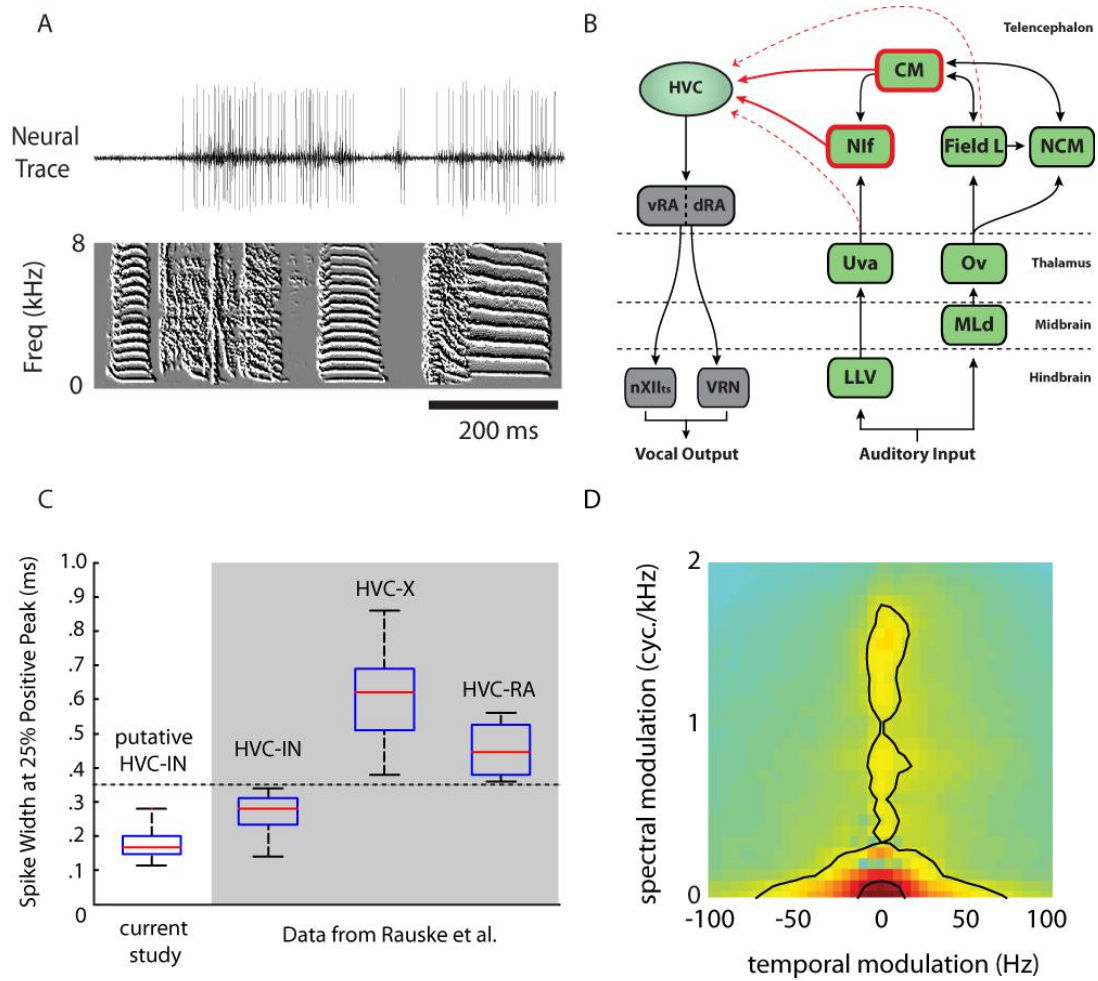 A
Neural
Trace
Freq (kHz)
8
0
200 ms
B
Telencephalon
HVC
CM
NIf
Field L
NCM
vRA
dRA
Uva
Ov
Thalamus
MLd
Midbrain
nXIIts
VRN
LLV
Hindbrain
Vocal Output
Auditory Input
C
Spike Width at 25% Positive Peak (ms)
1.0
.9
.8
.7
.6
.5
.4
.3
.2
.1
0
putative
HVC-IN
HVC-IN
HVC-X
HVC-RA
current
study
Data from Rauske et al.
D
spectral modulation (cyc./kHz)
2
1
0
-100
-50
0
50
100
temporal modulation (Hz)